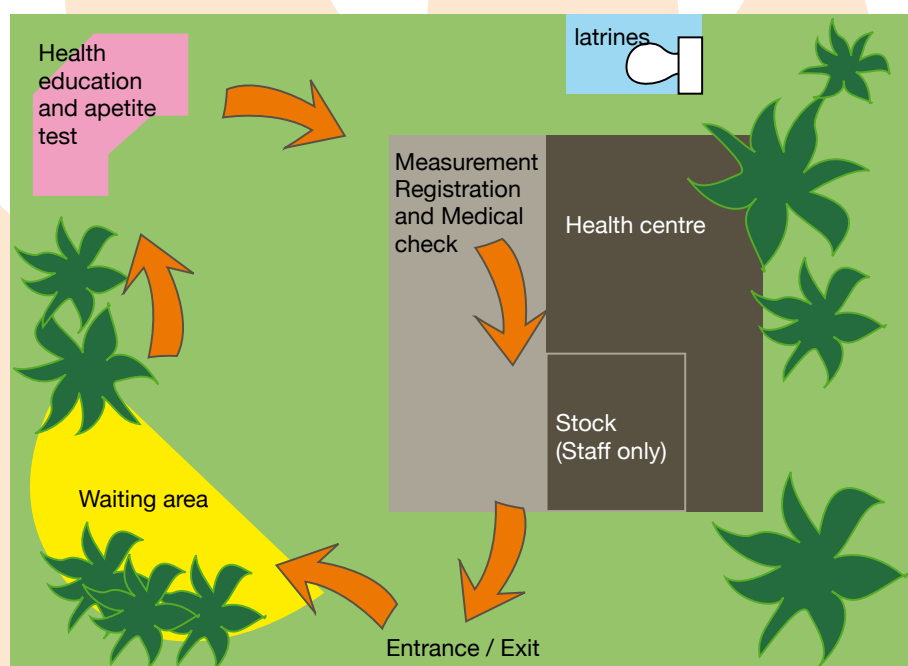 Health
education
and apetite
test
latrines
Measurement
Registration
and Medical
check
Health centre
Stock
(Staff only)
Waiting area
Entrance / Exit